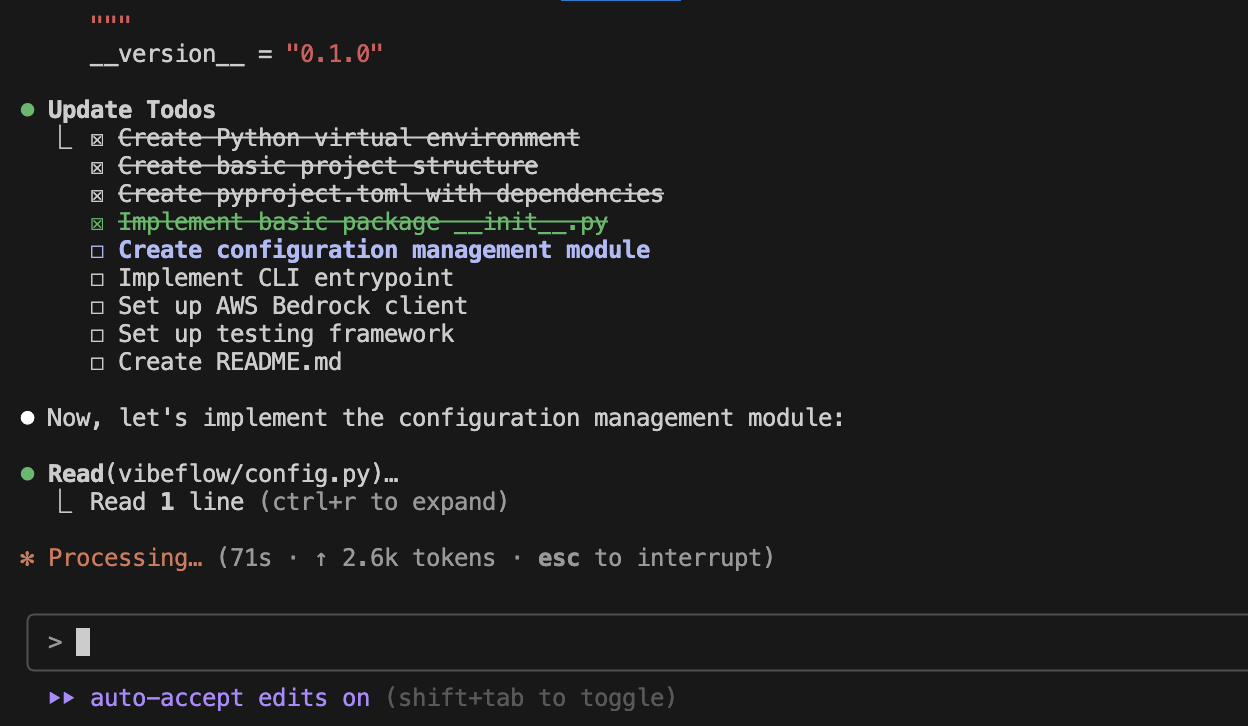 """
__version__ = "0.1.0"
● Update Todos
⎿ ☒ Create Python virtual environment
☒ Create basic project structure
☒ Create pyproject.toml with dependencies
☒ Implement basic package __init__.py
☐ Create configuration management module
☐ Implement CLI entrypoint
☐ Set up AWS Bedrock client
☐ Set up testing framework
☐ Create README.md
● Now, let's implement the configuration management module:
● Read(vibeflow/config.py)…
⎿ Read 1 line (ctrl+r to expand)
✻ Processing… (71s · ↑ 2.6k tokens · esc to interrupt)
>
⏵⏵ auto-accept edits on (shift+tab to toggle)